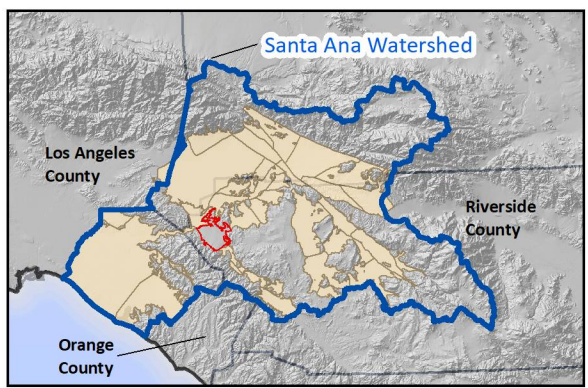 Santa Ana Watershed
Los Angeles
County
Riverside
County
Orange
County